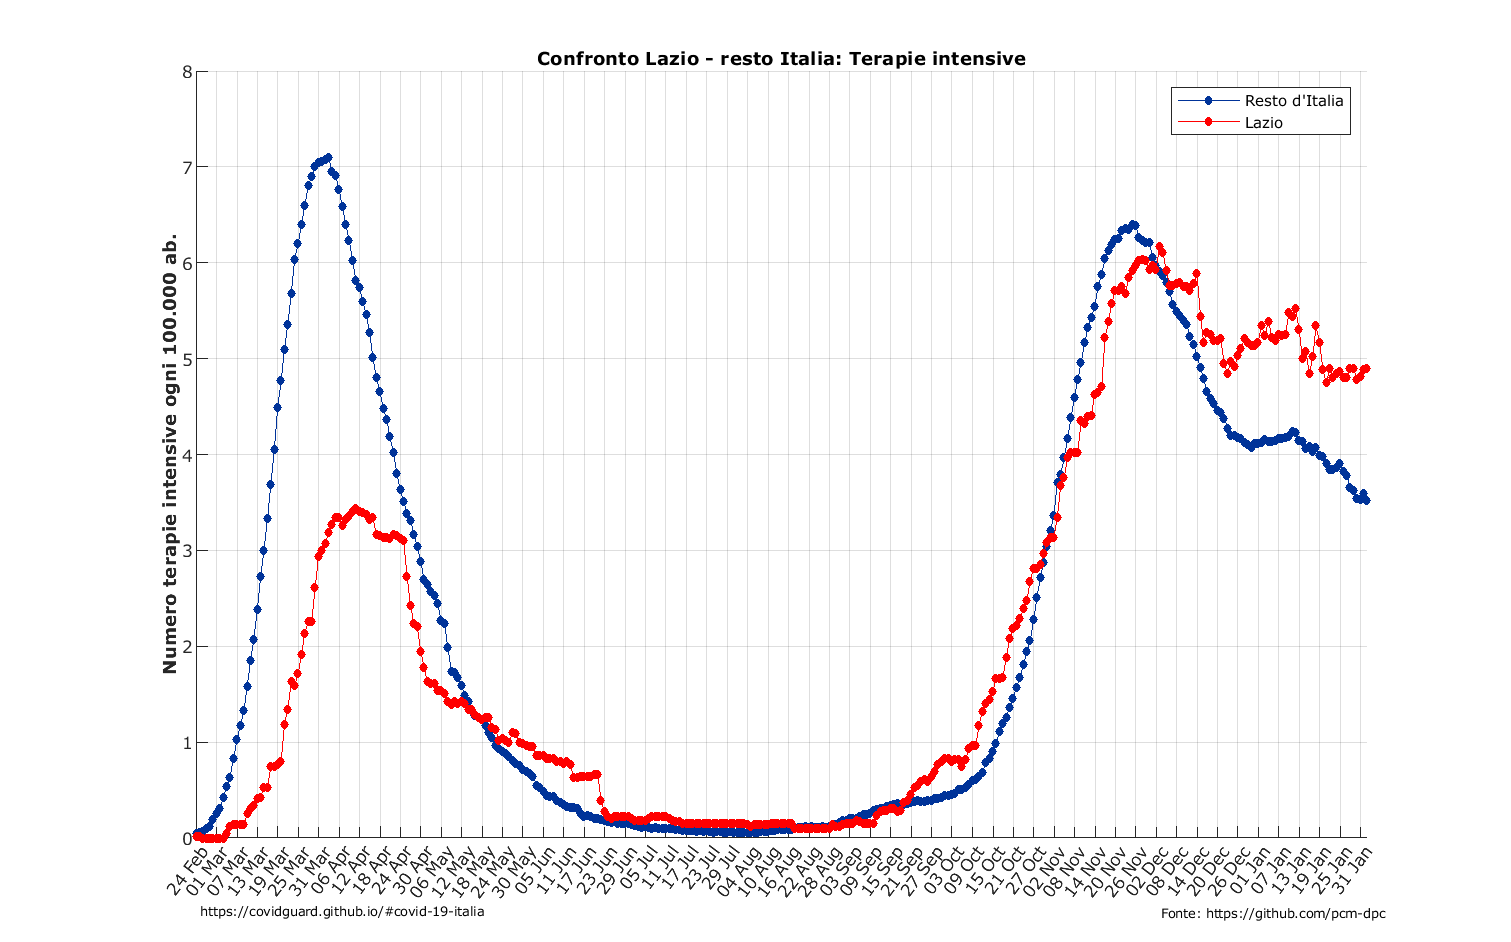 Confronto Lazio - resto Italia: Terapie intensive
Resto d'Italia
Lazio
Numero terapie intensive ogni 100.000 ab.
8
7
6
5
4
3
2
1
0
24 Feb
01 Mar
07 Mar
13 Mar
19 Mar
25 Mar
31 Mar
06 Apr
12 Apr
18 Apr
24 Apr
30 Apr
06 May
12 May
18 May
24 May
30 May
05 Jun
11 Jun
17 Jun
23 Jun
29 Jun
05 Jul
11 Jul
17 Jul
23 Jul
29 Jul
04 Aug
10 Aug
16 Aug
22 Aug
28 Aug
03 Sep
09 Sep
15 Sep
21 Sep
27 Sep
03 Oct
09 Oct
15 Oct
21 Oct
27 Oct
02 Nov
08 Nov
14 Nov
20 Nov
26 Nov
02 Dec
08 Dec
14 Dec
20 Dec
26 Dec
01 Jan
07 Jan
13 Jan
19 Jan
25 Jan
31 Jan
https://covidguard.github.io/#covid-19-italia
Fonte: https://github.com/pcm-dpc